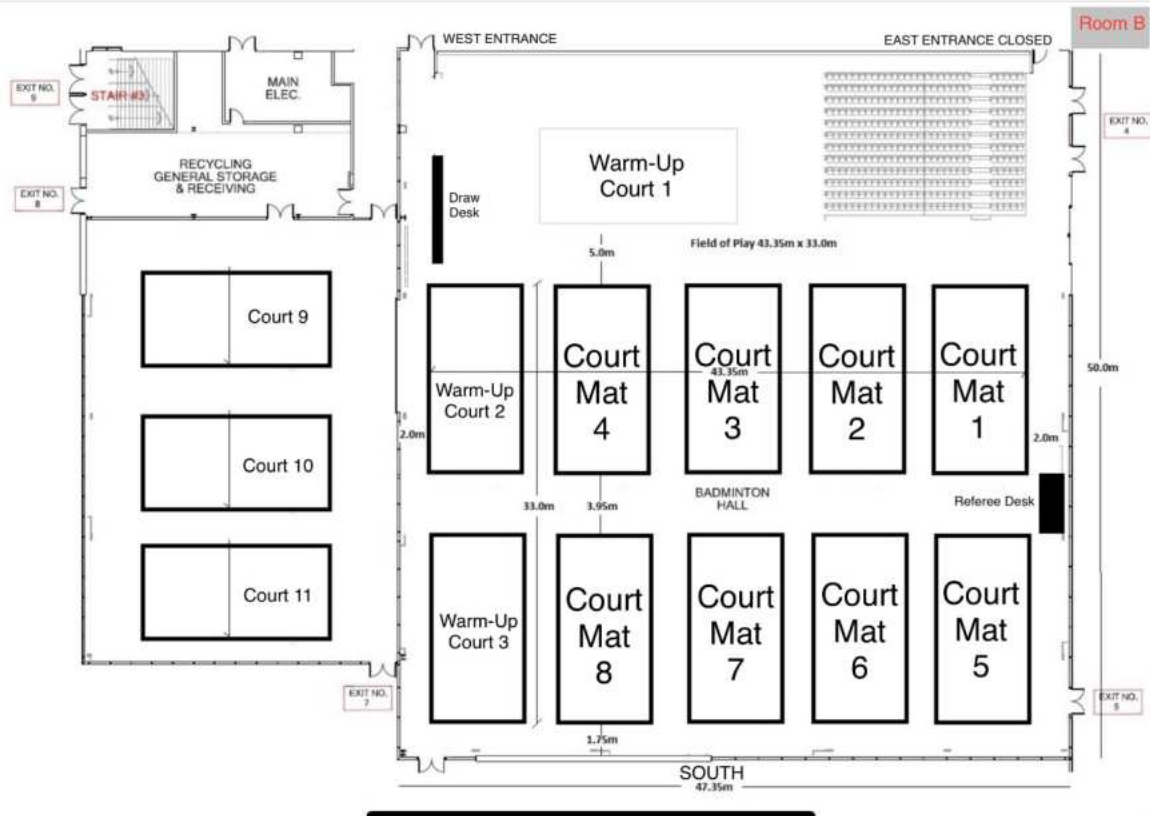 Room B
WEST ENTRANCE
EAST ENTRANCE CLOSED
EXIT NO.
9
STAIR #3
MAIN
ELEC.
EXIT NO.
4
RECYCLING
GENERAL STORAGE
& RECEIVING
Warm-Up
Court 1
EXIT NO.
8
Draw
Desk
Field of Play 43.35m x 33.0m
5.0m
Court 9
Court
Mat
4
Court
Mat
3
Court
Mat
2
Court
Mat
1
43.35m
50.0m
Warm-Up
Court 2
2.0m
2.0m
Court 10
BADMINTON
HALL
33.0m
3.95m
Referee Desk
Court 11
Warm-Up
Court 3
Court
Mat
8
Court
Mat
7
Court
Mat
6
Court
Mat
5
EXIT NO.
7
EXIT NO.
5
1.75m
SOUTH
47.35m